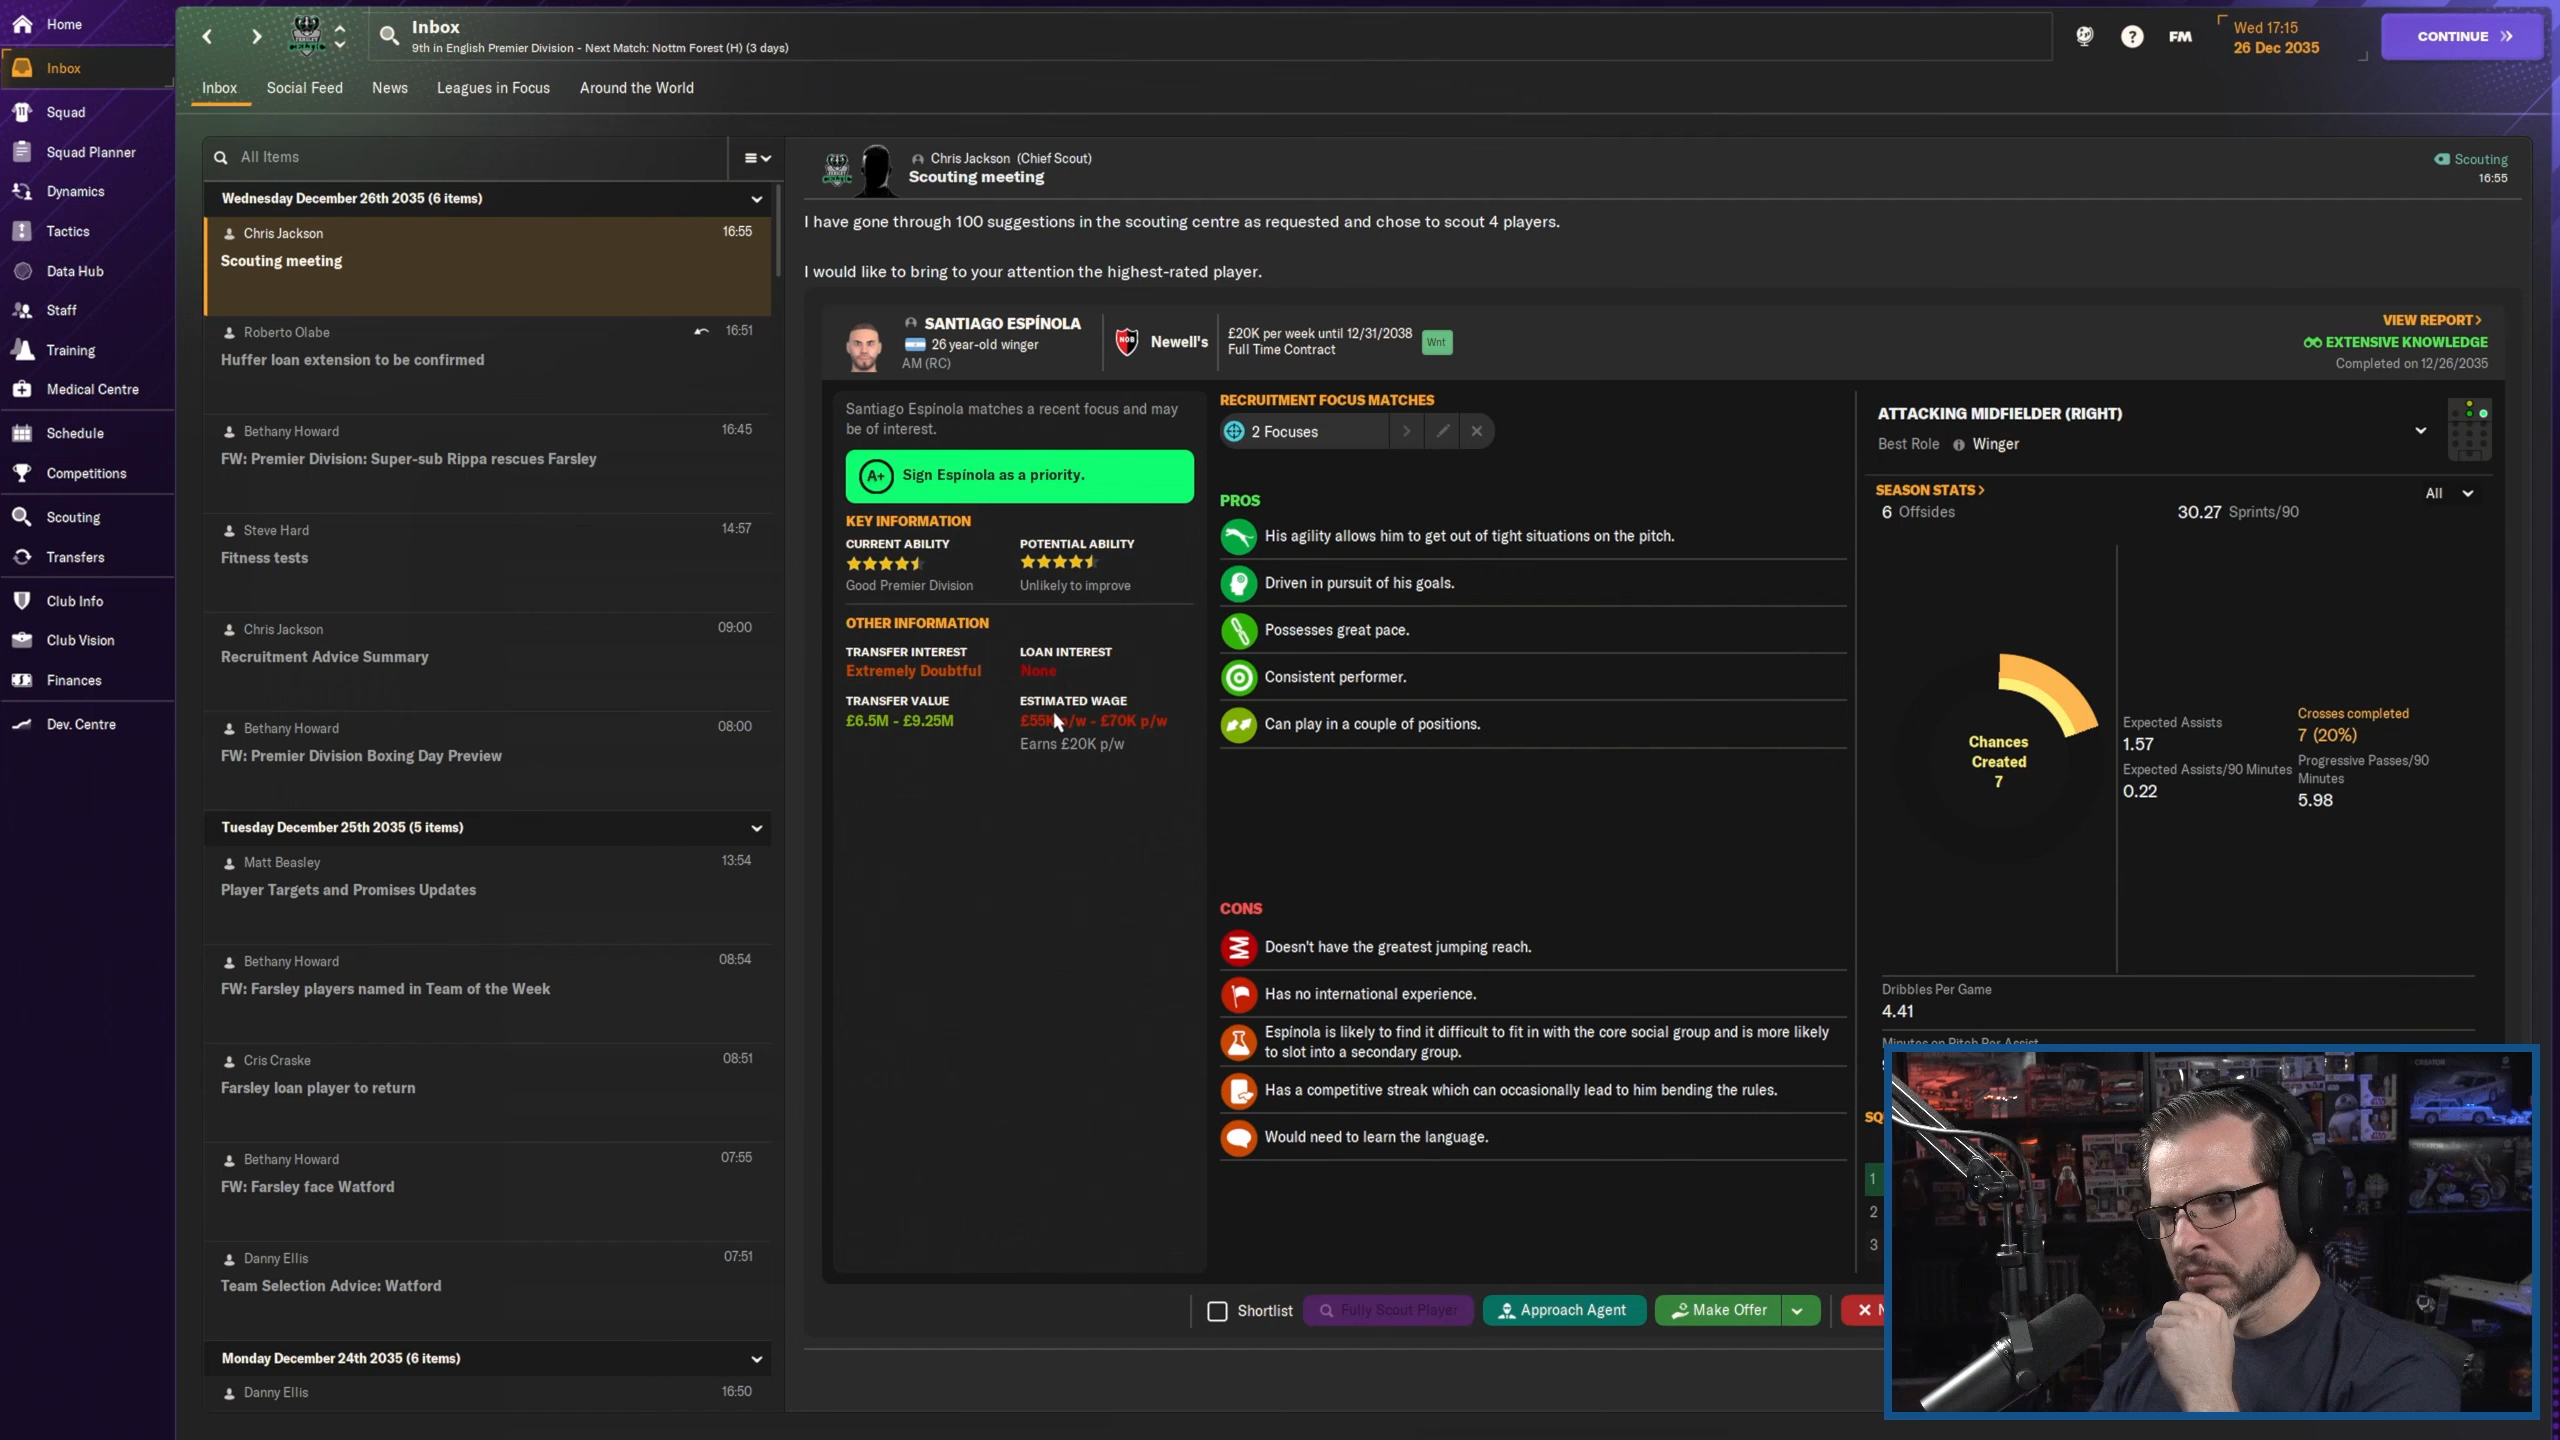 Home
Inbox
Squad
Squad Planner
Dynamics
Tactics
Data Hub
Staff
Training
Medical Centre
Schedule
Competitions
Scouting
Transfers
Club Info
Club Vision
Finances
Dev. Centre
Inbox
9th in English Premier Division - Next Match: Nottm Forest (H) (3 days)
FM
Wed 17:15
26 Dec 2035
CONTINUE
Inbox
Social Feed
News
Leagues in Focus
Around the World
All Items
Wednesday December 26th 2035 (6 items)
Chris Jackson 16:55
Scouting meeting
Roberto Olabe 16:51
Huffer loan extension to be confirmed
Bethany Howard 16:45
FW: Premier Division: Super-sub Rippa rescues Farsley
Steve Hard 14:57
Fitness tests
Chris Jackson 09:00
Recruitment Advice Summary
Bethany Howard 08:00
FW: Premier Division Boxing Day Preview
Tuesday December 25th 2035 (5 items)
Matt Beasley 13:54
Player Targets and Promises Updates
Bethany Howard 08:54
FW: Farsley players named in Team of the Week
Cris Craske 08:51
Farsley loan player to return
Bethany Howard 07:55
FW: Farsley face Watford
Danny Ellis 07:51
Team Selection Advice: Watford
Monday December 24th 2035 (6 items)
Danny Ellis 16:50
Chris Jackson (Chief Scout)
Scouting meeting
Scouting
16:55
I have gone through 100 suggestions in the scouting centre as requested and chose to scout 4 players.
I would like to bring to your attention the highest-rated player.
SANTIAGO ESPÍNOLA
26 year-old winger
AM (RC)
NOB
Newell's
£20K per week until 12/31/2038
Full Time Contract
Wnt
VIEW REPORT >
EXTENSIVE KNOWLEDGE
Completed on 12/26/2035
Santiago Espínola matches a recent focus and may
be of interest.
A+ Sign Espínola as a priority.
KEY INFORMATION
CURRENT ABILITY
POTENTIAL ABILITY
Good Premier Division
Unlikely to improve
OTHER INFORMATION
TRANSFER INTEREST
LOAN INTEREST
Extremely Doubtful
None
TRANSFER VALUE
ESTIMATED WAGE
£6.5M - £9.25M
£55K p/w - £70K p/w
Earns £20K p/w
RECRUITMENT FOCUS MATCHES
2 Focuses
PROS
His agility allows him to get out of tight situations on the pitch.
Driven in pursuit of his goals.
Possesses great pace.
Consistent performer.
Can play in a couple of positions.
CONS
Doesn't have the greatest jumping reach.
Has no international experience.
Espínola is likely to find it difficult to fit in with the core social group and is more likely
to slot into a secondary group.
Has a competitive streak which can occasionally lead to him bending the rules.
Would need to learn the language.
ATTACKING MIDFIELDER (RIGHT)
Best Role Winger
SEASON STATS >
All
6 Offsides
30.27 Sprints/90
Chances
Created
7
Expected Assists
1.57
Expected Assists/90 Minutes
0.22
Crosses completed
7 (20%)
Progressive Passes/90
Minutes
5.98
Dribbles Per Game
4.41
Minutes on Pitch Per Assist
1
2
3
Shortlist
Fully Scout Player
Approach Agent
Make Offer